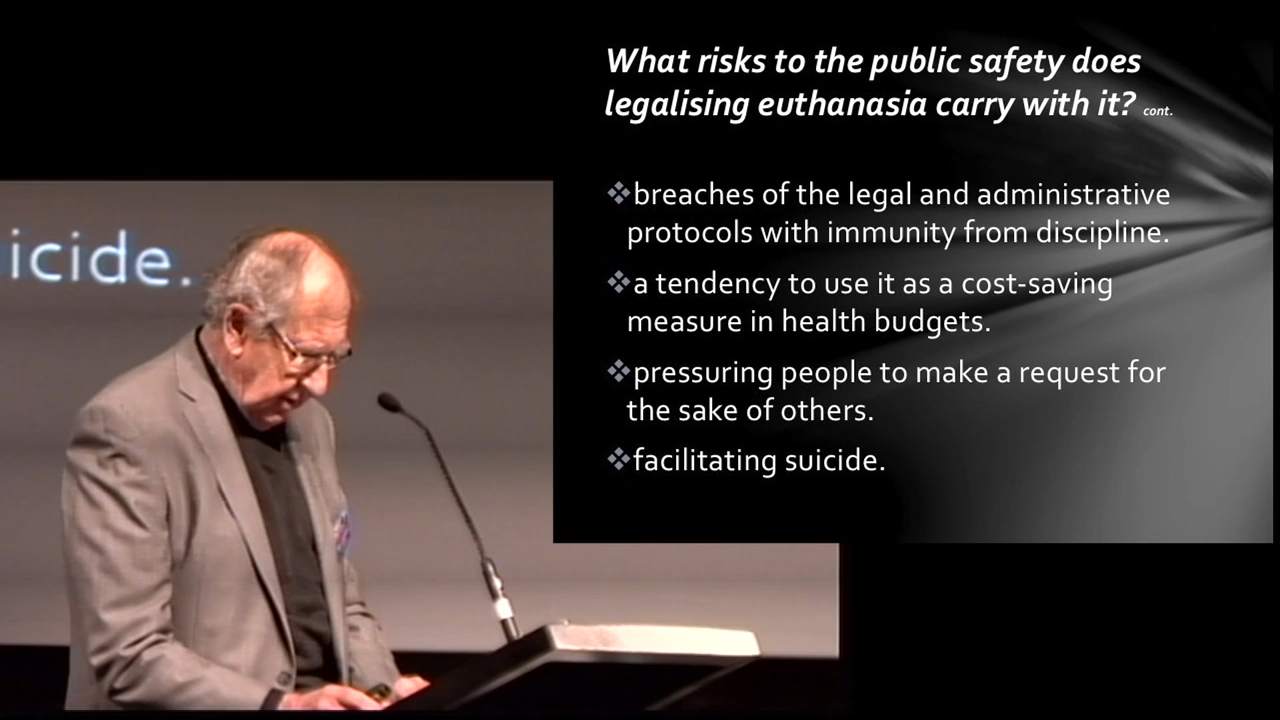 What risks to the public safety does
legalising euthanasia carry with it? cont.
❖breaches of the legal and administrative
protocols with immunity from discipline.
❖a tendency to use it as a cost-saving
measure in health budgets.
❖pressuring people to make a request for
the sake of others.
❖facilitating suicide.
icide.